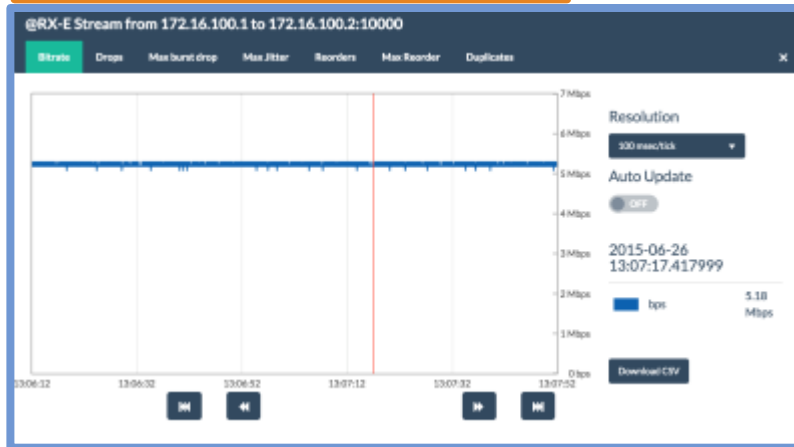 @RX-E Stream from 172.16.100.1 to 172.16.100.2:10000
Bitrate Drops Max burst drop Max Jitter Reorders Max Reorder Duplicates ×
7 Mbps
6 Mbps
5 Mbps
4 Mbps
3 Mbps
2 Mbps
1 Mbps
0 bps
13:06:12 13:06:32 13:06:52 13:07:12 13:07:32 13:07:52
Resolution
100 msec/tick
Auto Update
OFF
2015-06-26
13:07:17.417999
bps 5.18
Mbps
Download CSV